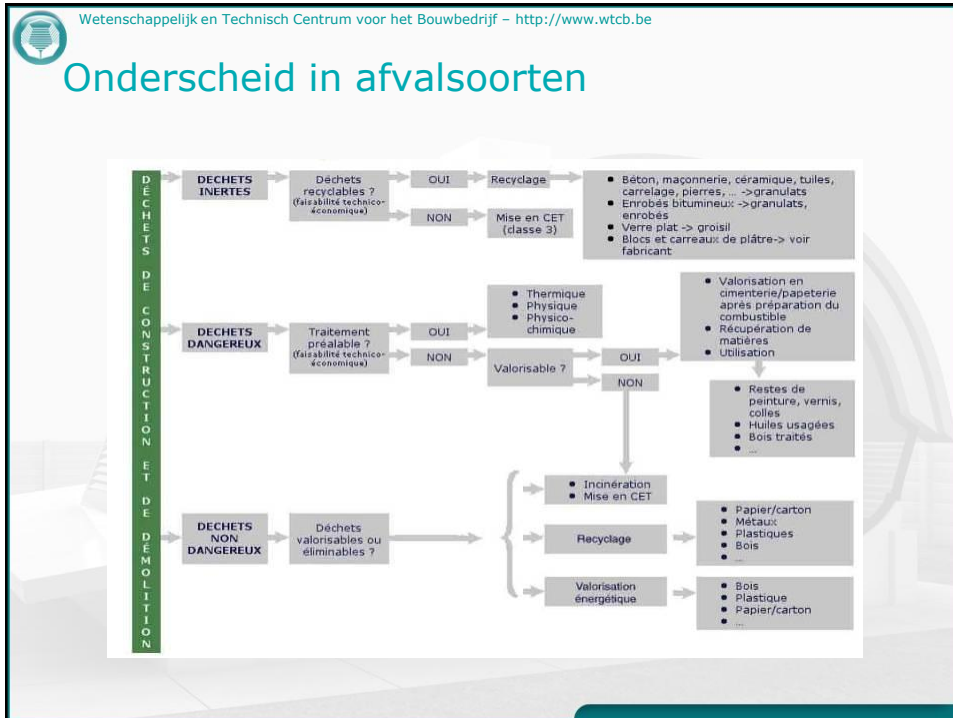 Wetenschappelijk en Technisch Centrum voor het Bouwbedrijf – http://www.wtcb.be
Onderscheid in afvalsoorten
DÉCHETS DE CONSTRUCTION ET DE DÉMOLITION
DECHETS
INERTES
Déchets
recyclables ?
(faisabilité technico-
économique)
OUI
Recyclage
• Béton, maçonnerie, céramique, tuiles,
carrelage, pierres, ... ->granulats
• Enrobés bitumineux ->granulats,
enrobés
• Verre plat -> groisil
• Blocs et carreaux de plâtre-> voir
fabricant
NON
Mise en CET
(classe 3)
DECHETS
DANGEREUX
Traitement
préalable ?
(faisabilité technico-
économique)
OUI
• Thermique
• Physique
• Physico-
chimique
NON
Valorisable ?
OUI
• Valorisation en
cimenterie/papeterie
après préparation du
combustible
• Récupération de
matières
• Utilisation
• Restes de
peinture, vernis,
colles
• Huiles usagées
• Bois traités
• ...
NON
• Incinération
• Mise en CET
DECHETS
NON
DANGEREUX
Déchets
valorisables ou
éliminables ?
Recyclage
• Papier/carton
• Métaux
• Plastiques
• Bois
• ...
Valorisation
énergétique
• Bois
• Plastique
• Papier/carton
• ...